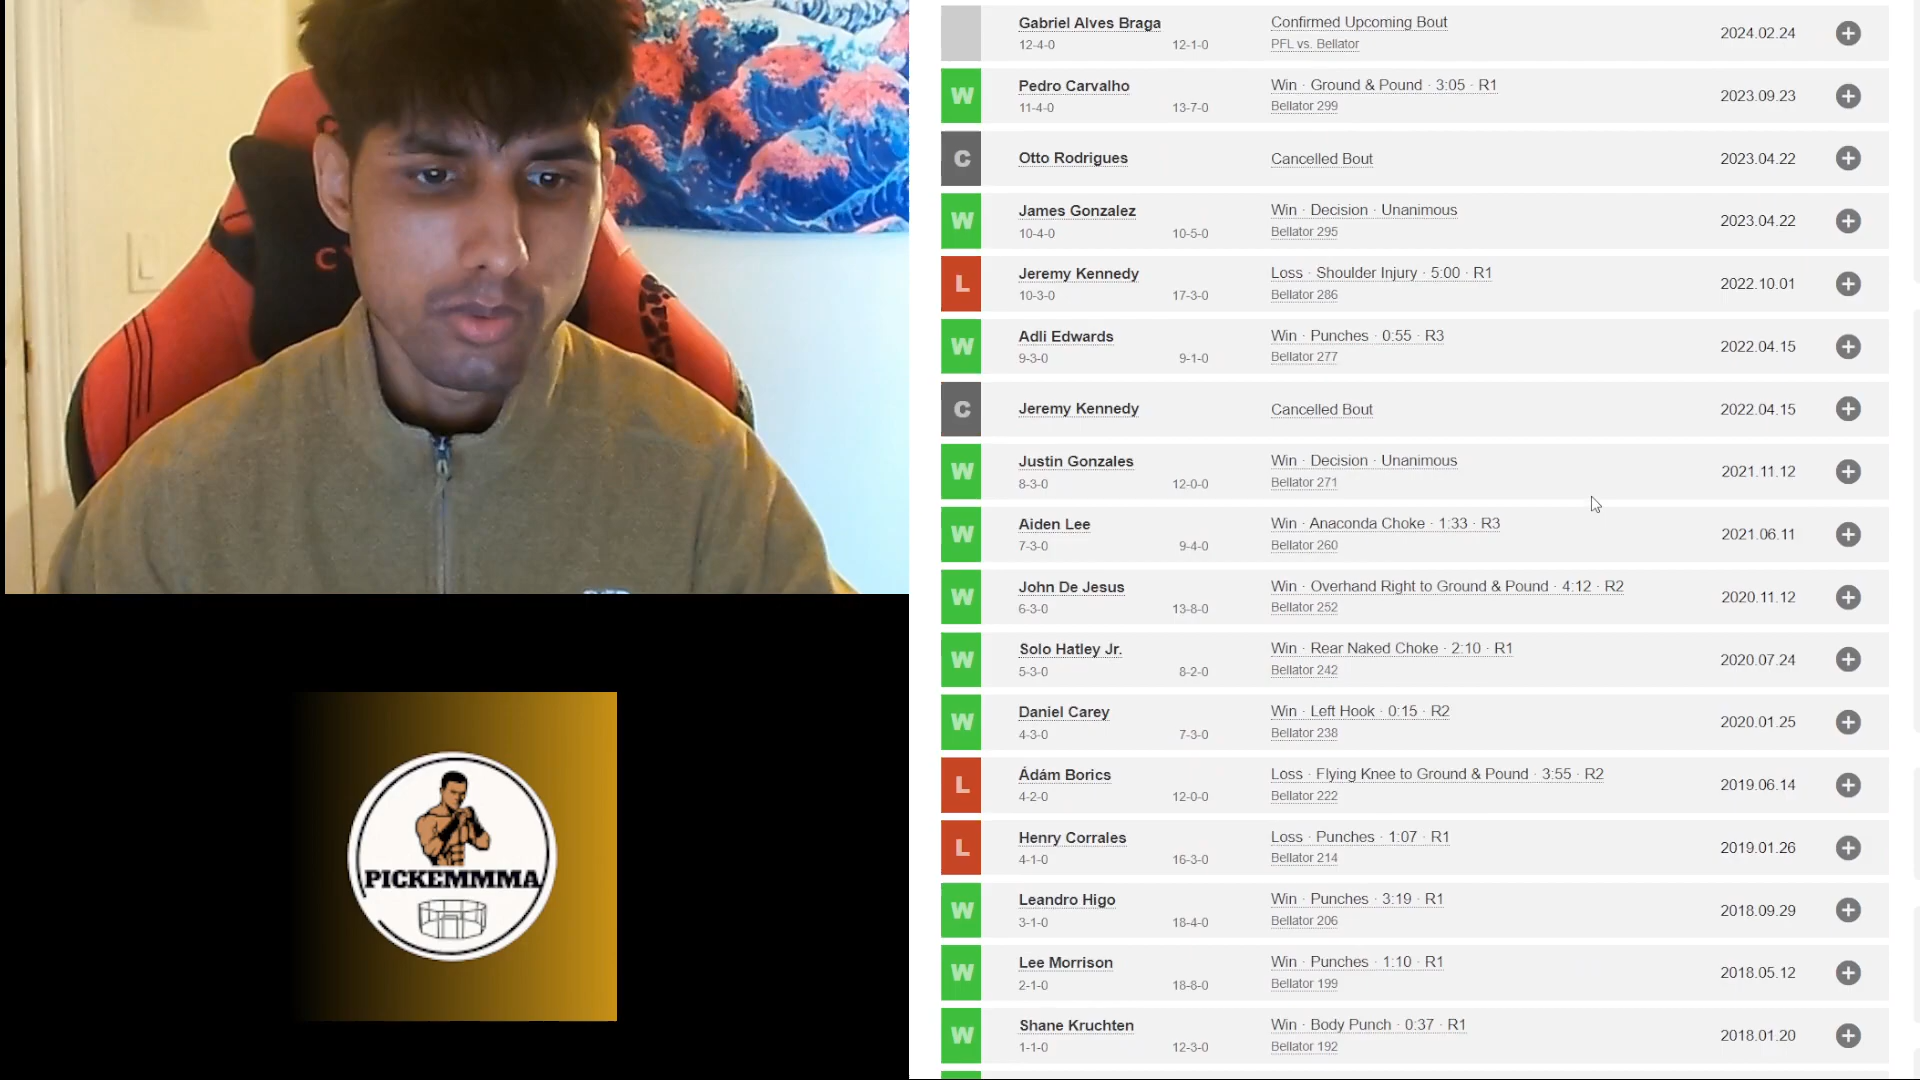 Gabriel Alves Braga Confirmed Upcoming Bout
12-4-0 12-1-0 PFL vs. Bellator 2024.02.24
W Pedro Carvalho Win · Ground & Pound · 3:05 · R1
11-4-0 13-7-0 Bellator 299 2023.09.23
C Otto Rodrigues Cancelled Bout 2023.04.22
W James Gonzalez Win · Decision · Unanimous
10-4-0 10-5-0 Bellator 295 2023.04.22
L Jeremy Kennedy Loss · Shoulder Injury · 5:00 · R1
10-3-0 17-3-0 Bellator 286 2022.10.01
W Adli Edwards Win · Punches · 0:55 · R3
9-3-0 9-1-0 Bellator 277 2022.04.15
C Jeremy Kennedy Cancelled Bout 2022.04.15
W Justin Gonzales Win · Decision · Unanimous
8-3-0 12-0-0 Bellator 271 2021.11.12
W Aiden Lee Win · Anaconda Choke · 1:33 · R3
7-3-0 9-4-0 Bellator 260 2021.06.11
W John De Jesus Win · Overhand Right to Ground & Pound · 4:12 · R2
6-3-0 13-8-0 Bellator 252 2020.11.12
W Solo Hatley Jr. Win · Rear Naked Choke · 2:10 · R1
5-3-0 8-2-0 Bellator 242 2020.07.24
W Daniel Carey Win · Left Hook · 0:15 · R2
4-3-0 7-3-0 Bellator 238 2020.01.25
L Ádám Borics Loss · Flying Knee to Ground & Pound · 3:55 · R2
4-2-0 12-0-0 Bellator 222 2019.06.14
L Henry Corrales Loss · Punches · 1:07 · R1
4-1-0 16-3-0 Bellator 214 2019.01.26
W Leandro Higo Win · Punches · 3:19 · R1
3-1-0 18-4-0 Bellator 206 2018.09.29
W Lee Morrison Win · Punches · 1:10 · R1
2-1-0 18-8-0 Bellator 199 2018.05.12
W Shane Kruchten Win · Body Punch · 0:37 · R1
1-1-0 12-3-0 Bellator 192 2018.01.20
PICKEMMMA